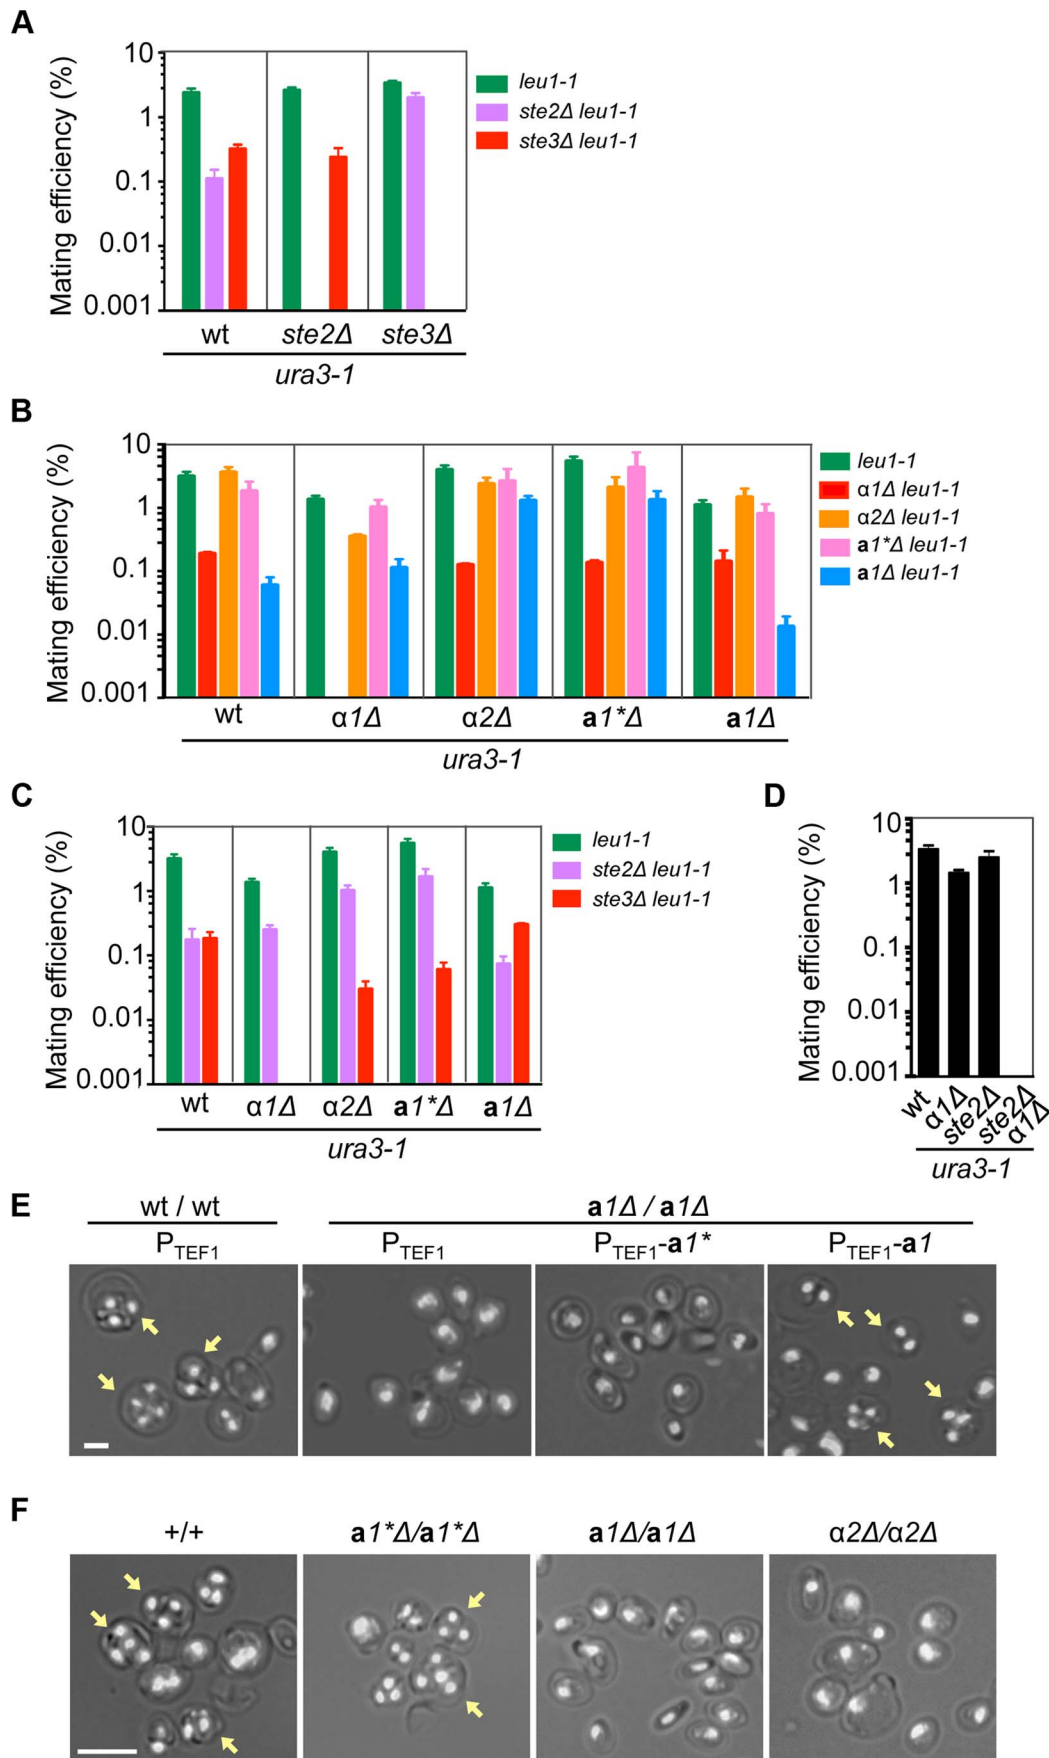 A
Mating efficiency (%)
10
1
0.1
0.01
0.001
leu1-1
ste2Δ leu1-1
ste3Δ leu1-1
wt ste2Δ ste3Δ
ura3-1
B
Mating efficiency (%)
10
1
0.1
0.01
0.001
leu1-1
α1Δ leu1-1
α2Δ leu1-1
a1*Δ leu1-1
a1Δ leu1-1
wt α1Δ α2Δ a1*Δ a1Δ
ura3-1
C
Mating efficiency (%)
10
1
0.1
0.01
0.001
leu1-1
ste2Δ leu1-1
ste3Δ leu1-1
wt α1Δ α2Δ a1*Δ a1Δ
ura3-1
D
Mating efficiency (%)
10
1
0.1
0.01
0.001
wt
α1Δ
ste2Δ
ste2Δ
α1Δ
ura3-1
E
wt / wt
a1Δ / a1Δ
PTEF1 PTEF1 PTEF1-a1* PTEF1-a1
F
+/+ a1*Δ/a1*Δ a1Δ/a1Δ α2Δ/α2Δ